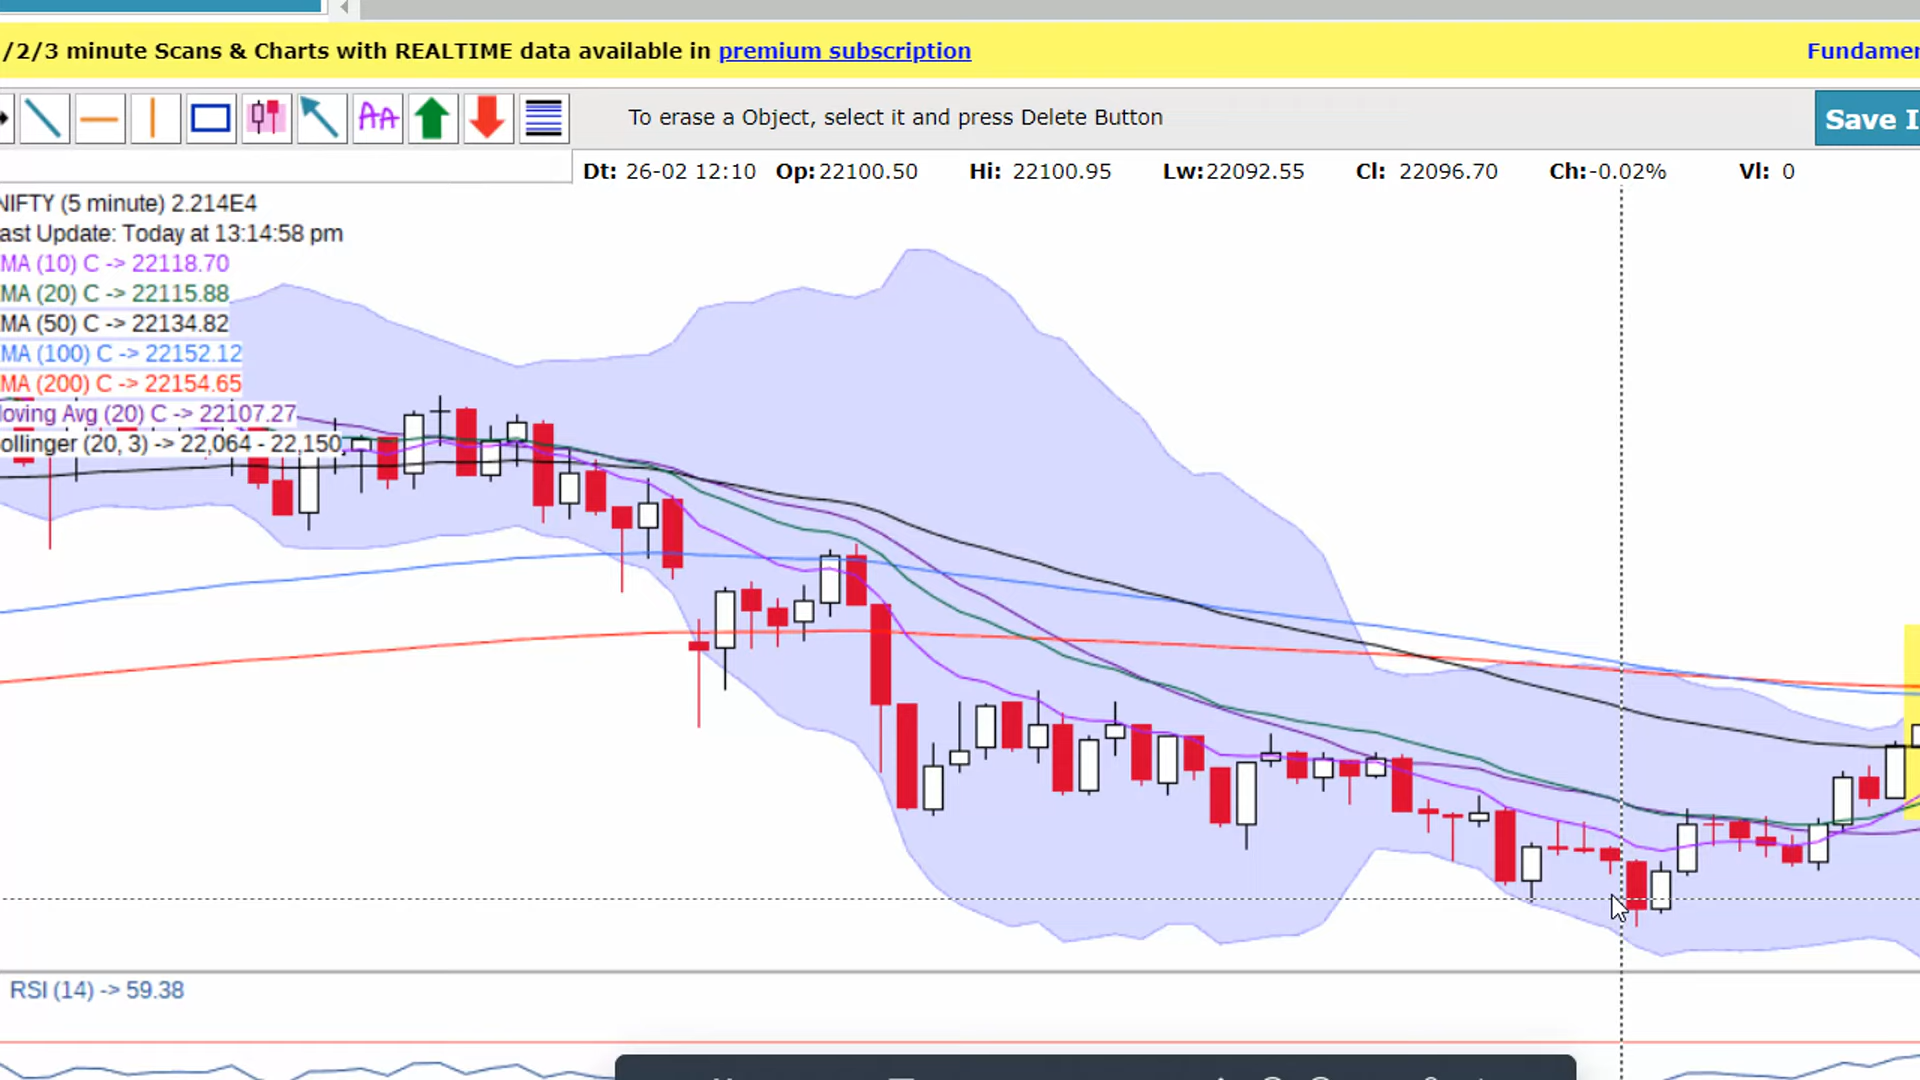 /2/3 minute Scans & Charts with REALTIME data available in premium subscription
Fundamen
AA
To erase a Object, select it and press Delete Button
Save I
Dt: 26-02 12:10 Op: 22100.50 Hi: 22100.95 Lw: 22092.55 Cl: 22096.70 Ch: -0.02% Vl: 0
NIFTY (5 minute) 2.214E4
ast Update: Today at 13:14:58 pm
MA (10) C -> 22118.70
MA (20) C -> 22115.88
MA (50) C -> 22134.82
MA (100) C -> 22152.12
MA (200) C -> 22154.65
oving Avg (20) C -> 22107.27
ollinger (20, 3) -> 22,064 - 22,150
RSI (14) -> 59.38